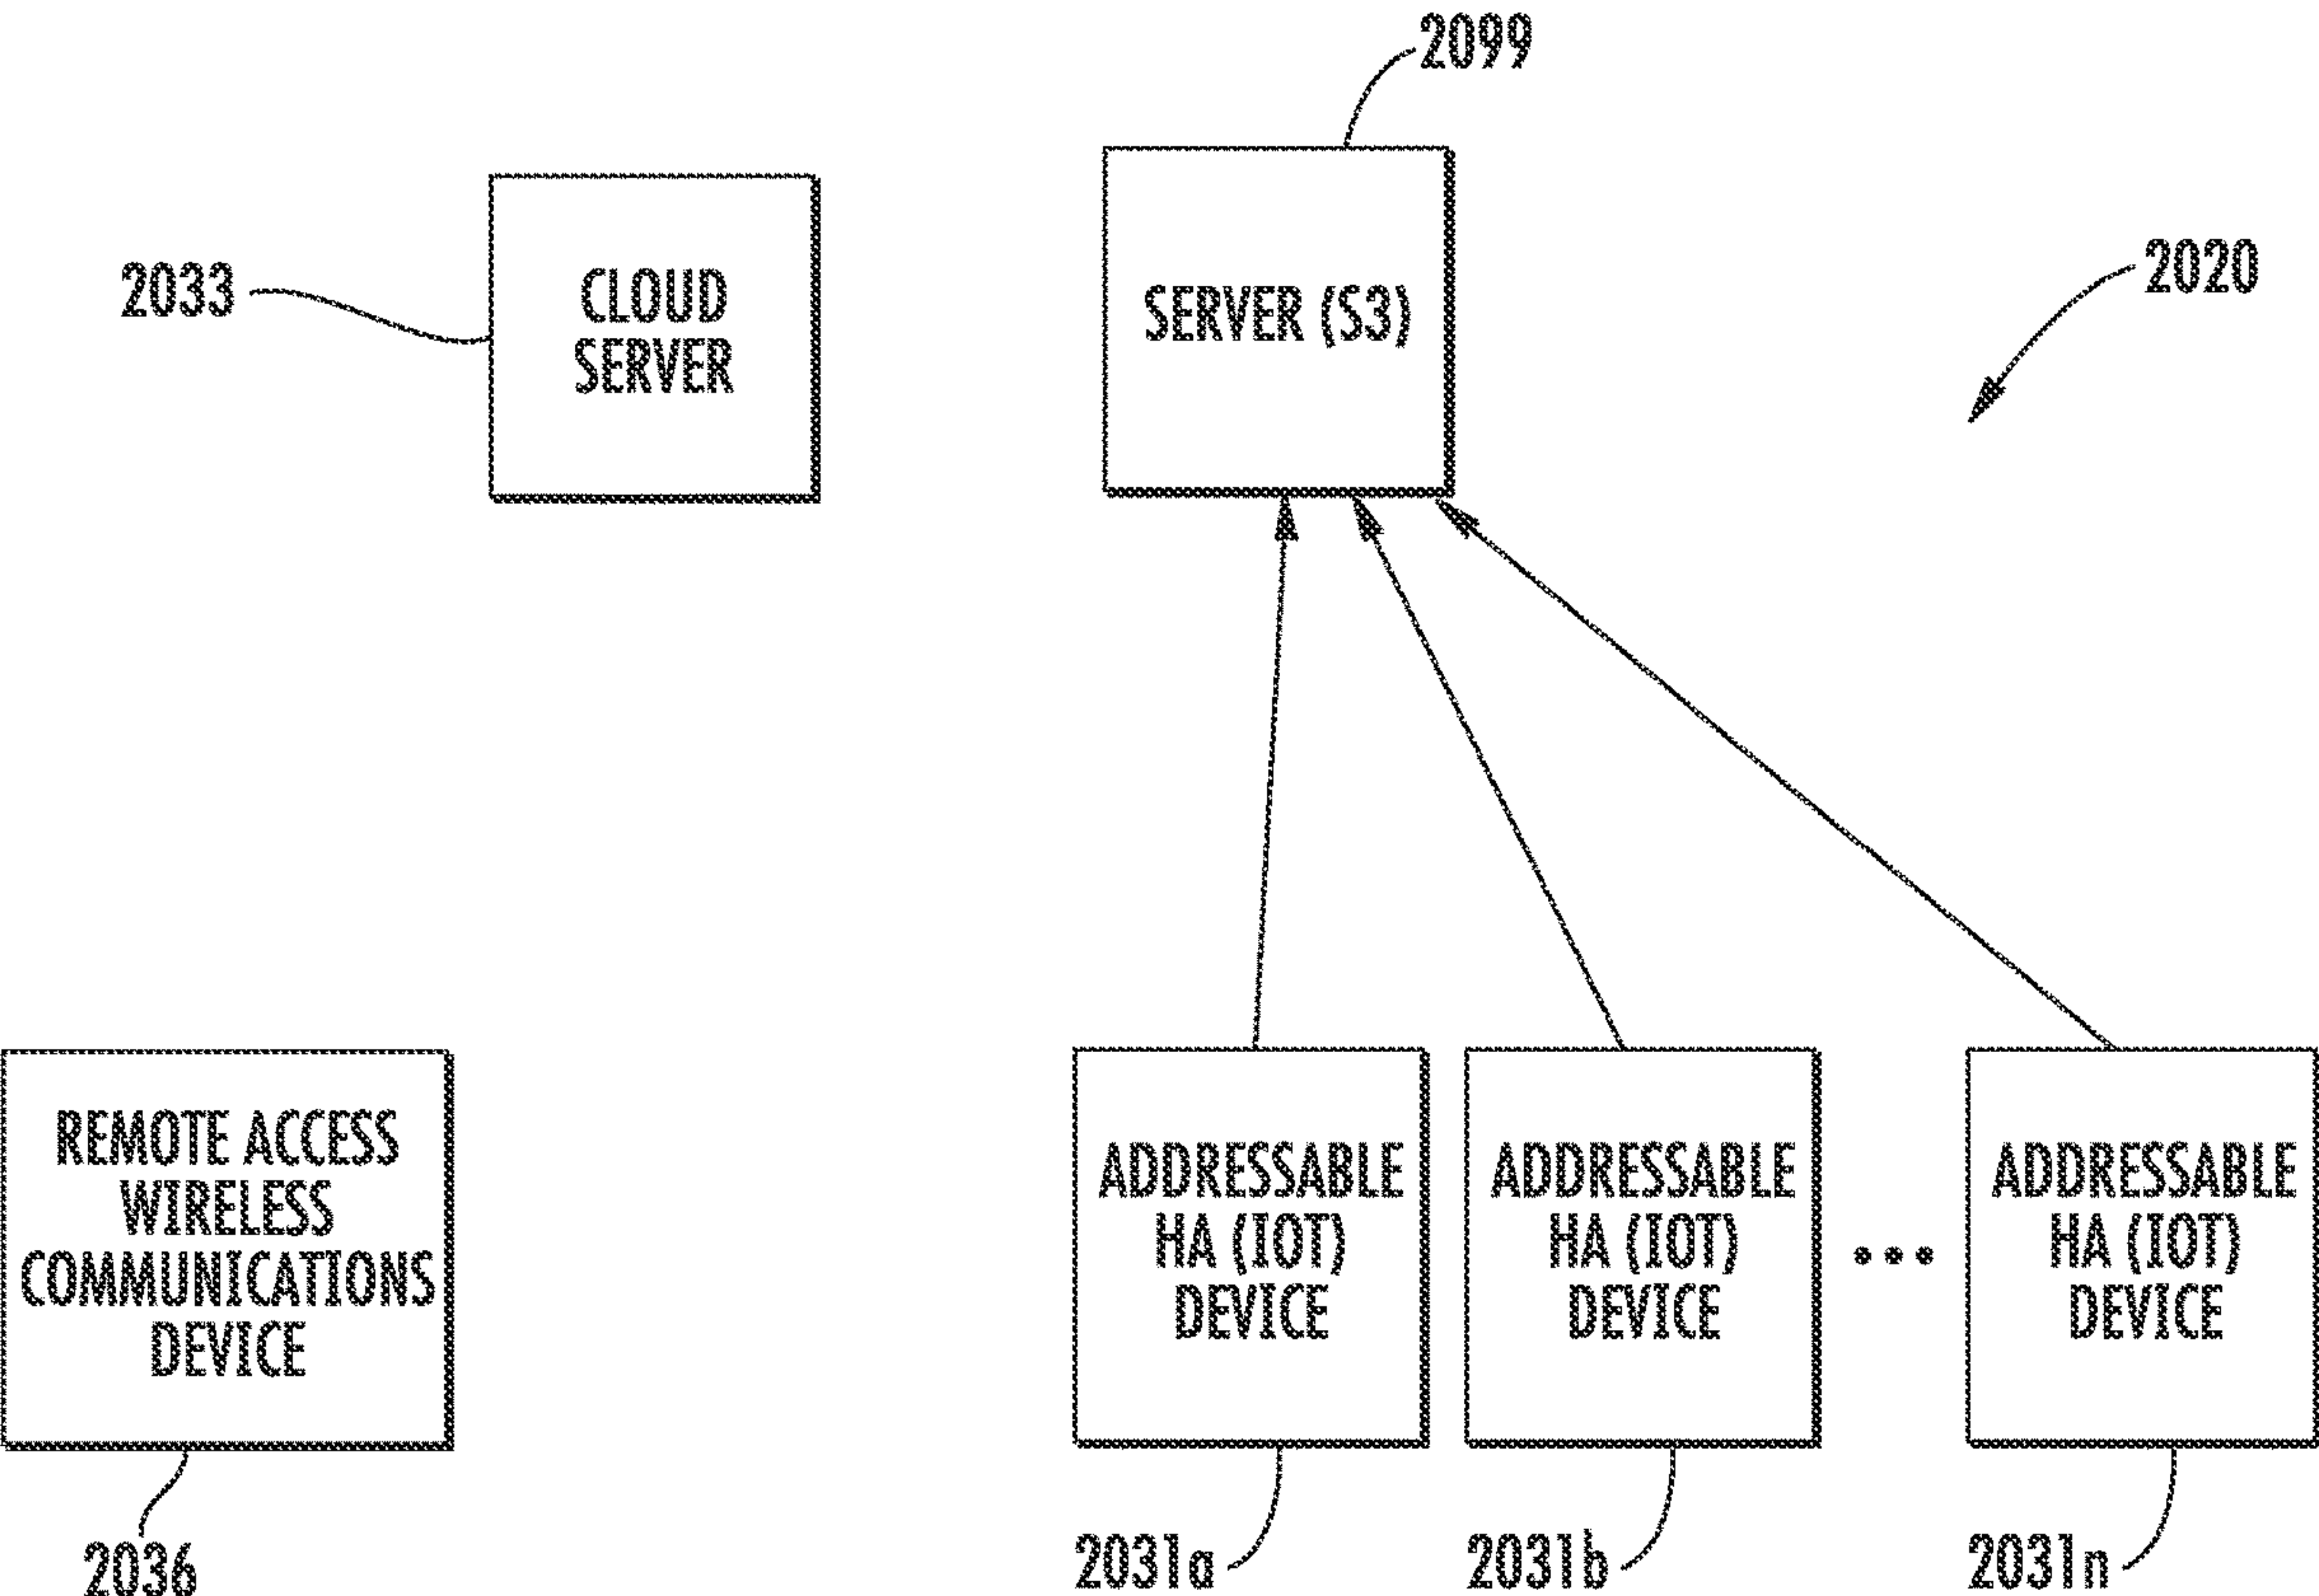 2099
2033
CLOUD
SERVER
SERVER (S3)
2020
REMOTE ACCESS
WIRELESS
COMMUNICATIONS
DEVICE
ADDRESSABLE
HA (IOT)
DEVICE
ADDRESSABLE
HA (IOT)
DEVICE
•••
ADDRESSABLE
HA (IOT)
DEVICE
2036
2031a
2031b
2031n